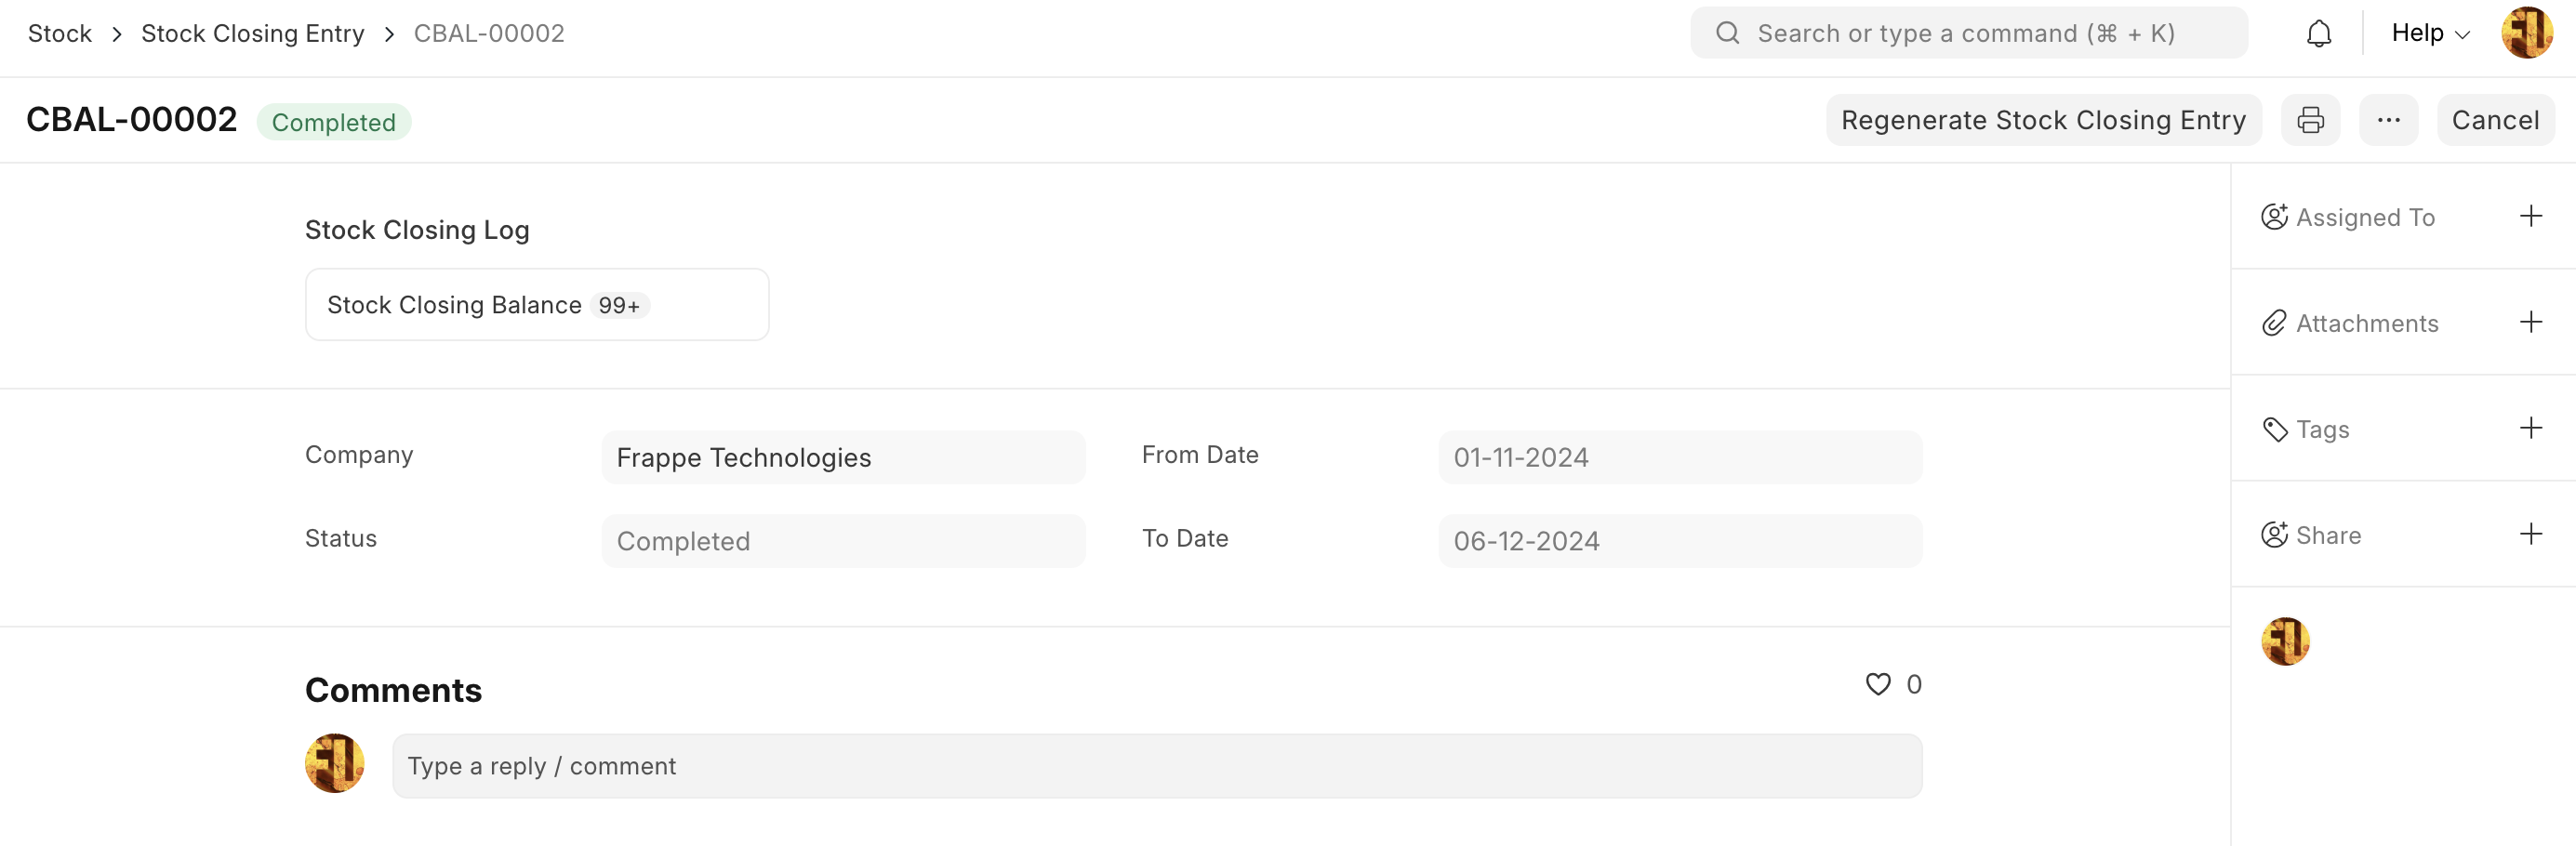 Stock > Stock Closing Entry > CBAL-00002
Search or type a command (⌘ + K)
Help
CBAL-00002 Completed
Regenerate Stock Closing Entry
...
Cancel
Stock Closing Log
Stock Closing Balance 99+
Company Frappe Technologies
From Date 01-11-2024
Status Completed
To Date 06-12-2024
Comments
0
Type a reply / comment
Assigned To +
Attachments +
Tags +
Share +